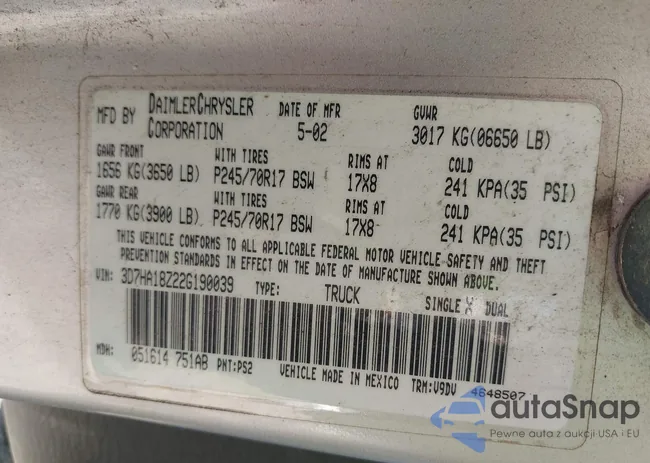 MFD BY DAIMLERCHRYSLER CORPORATION DATE OF MFR 5-02 GVWR 3017 KG(06650 LB)
GAWR FRONT WITH TIRES RIMS AT COLD
1656 KG(3650 LB) P245/70R17 BSW 17X8 241 KPA(35 PSI)
GAWR REAR WITH TIRES RIMS AT COLD
1770 KG(3900 LB) P245/70R17 BSW 17X8 241 KPA(35 PSI)
THIS VEHICLE CONFORMS TO ALL APPLICABLE FEDERAL MOTOR VEHICLE SAFETY AND THEFT
PREVENTION STANDARDS IN EFFECT ON THE DATE OF MANUFACTURE SHOWN ABOVE.
VIN: 3D7HA18Z22G190039 TYPE: TRUCK SINGLE X DUAL
MDH: 051614 751AB PNT:PS2 VEHICLE MADE IN MEXICO TRM:V9DV 4648507
autaSnap
Pewne auta z aukcji USA i EU